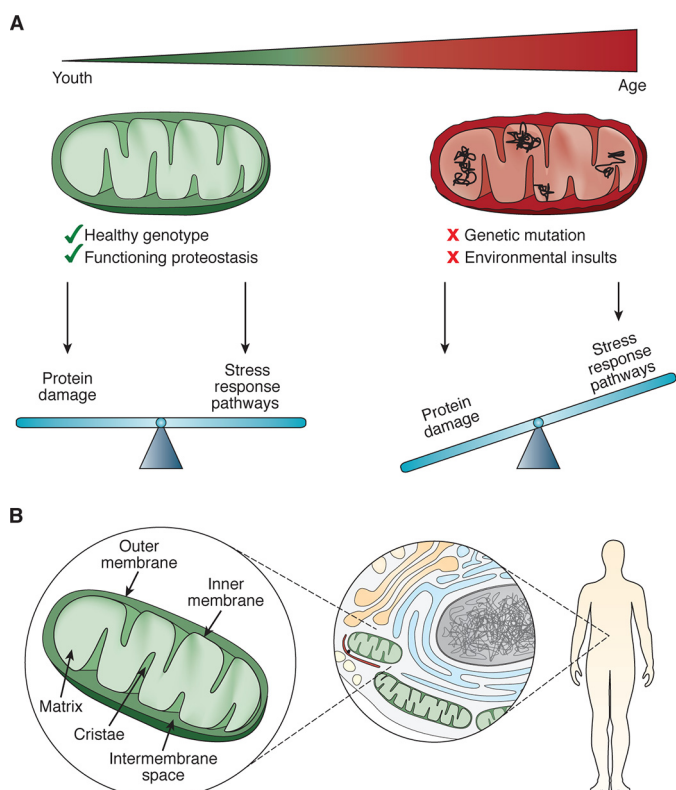 A
Youth
Age
✓ Healthy genotype
✓ Functioning proteostasis
X Genetic mutation
X Environmental insults
Protein
damage
Stress
response
pathways
Protein
damage
Stress
response
pathways
B
Outer
membrane
Inner
membrane
Matrix
Cristae
Intermembrane
space